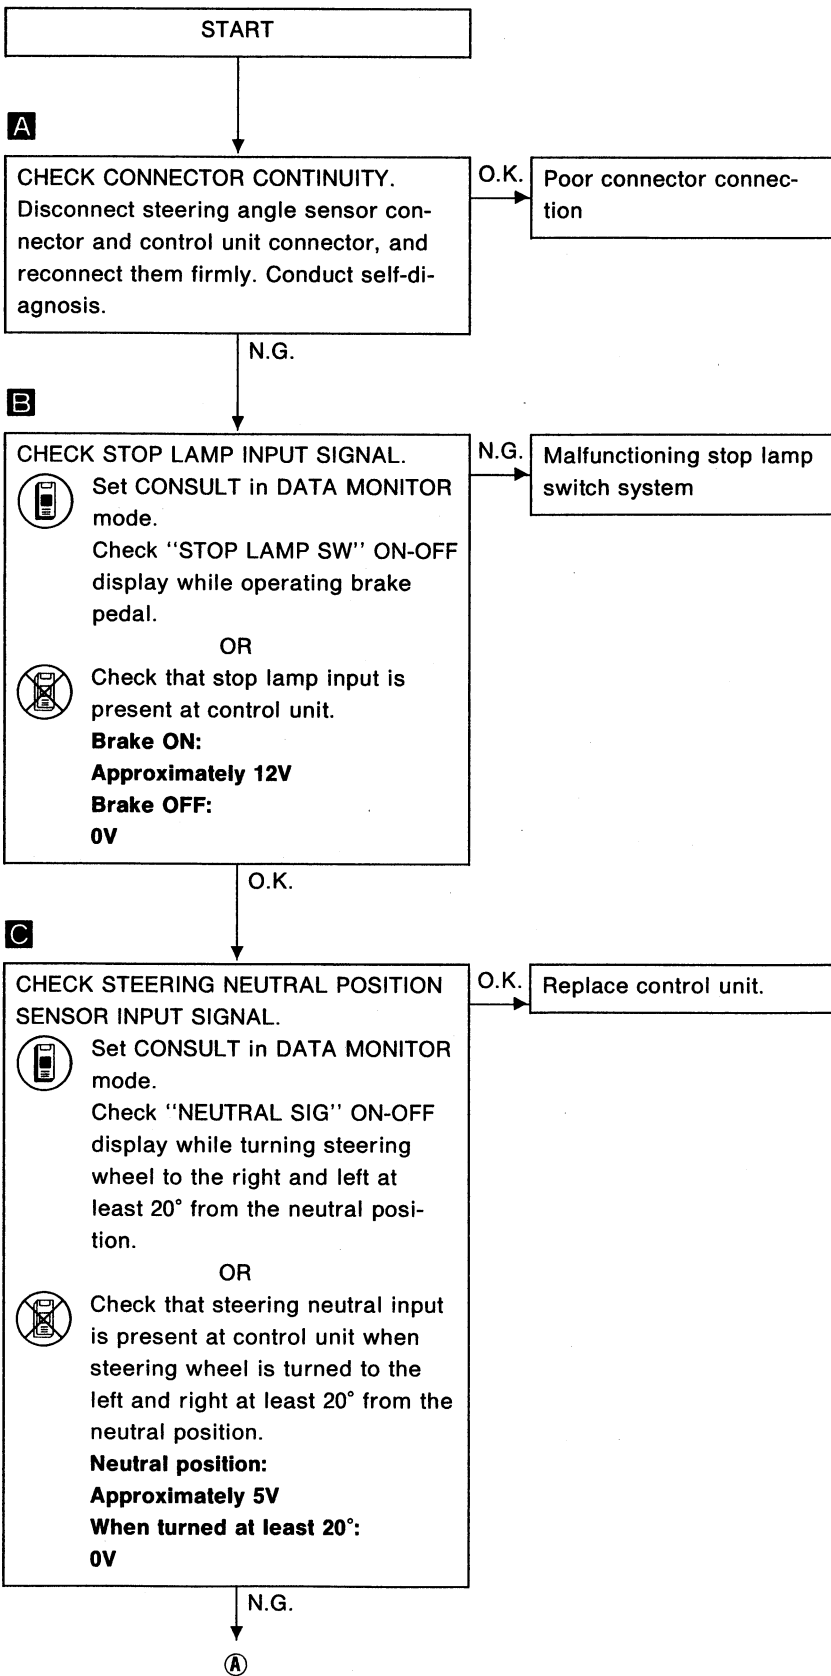 START
A
CHECK CONNECTOR CONTINUITY.
Disconnect steering angle sensor con-
nector and control unit connector, and
reconnect them firmly. Conduct self-di-
agnosis.
O.K.
Poor connector connec-
tion
N.G.
B
CHECK STOP LAMP INPUT SIGNAL.
Set CONSULT in DATA MONITOR
mode.
Check ‘‘STOP LAMP SW’’ ON-OFF
display while operating brake
pedal.
OR
Check that stop lamp input is
present at control unit.
Brake ON:
Approximately 12V
Brake OFF:
0V
N.G.
Malfunctioning stop lamp
switch system
O.K.
C
CHECK STEERING NEUTRAL POSITION
SENSOR INPUT SIGNAL.
Set CONSULT in DATA MONITOR
mode.
Check ‘‘NEUTRAL SIG’’ ON-OFF
display while turning steering
wheel to the right and left at
least 20° from the neutral posi-
tion.
OR
Check that steering neutral input
is present at control unit when
steering wheel is turned to the
left and right at least 20° from the
neutral position.
Neutral position:
Approximately 5V
When turned at least 20°:
0V
O.K.
Replace control unit.
N.G.
Ⓐ